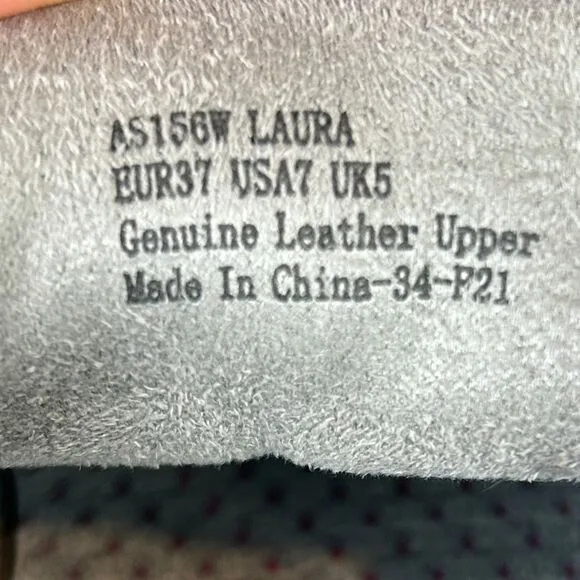 AS156W LAURA
EUR37 USA7 UK5
Genuine Leather Upper
Made In China-34-F21